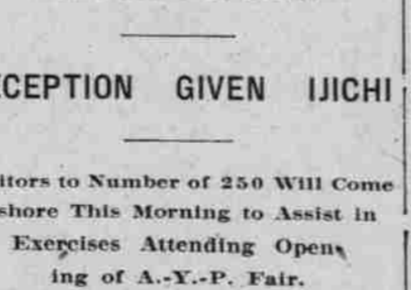 CEPTION GIVEN IJICHI
itors to Number of 250 Will Come
shore This Morning to Assist in
Exercises Attending Open-
ing of A.-Y.-P. Fair.